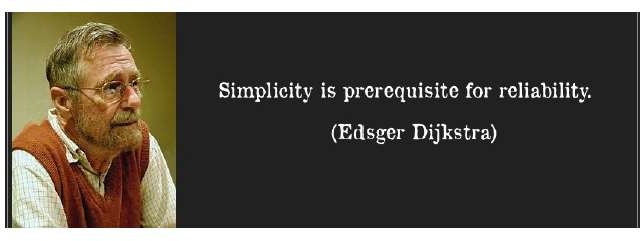 Simplicity is prerequisite for reliability.
(Edsger Dijkstra)